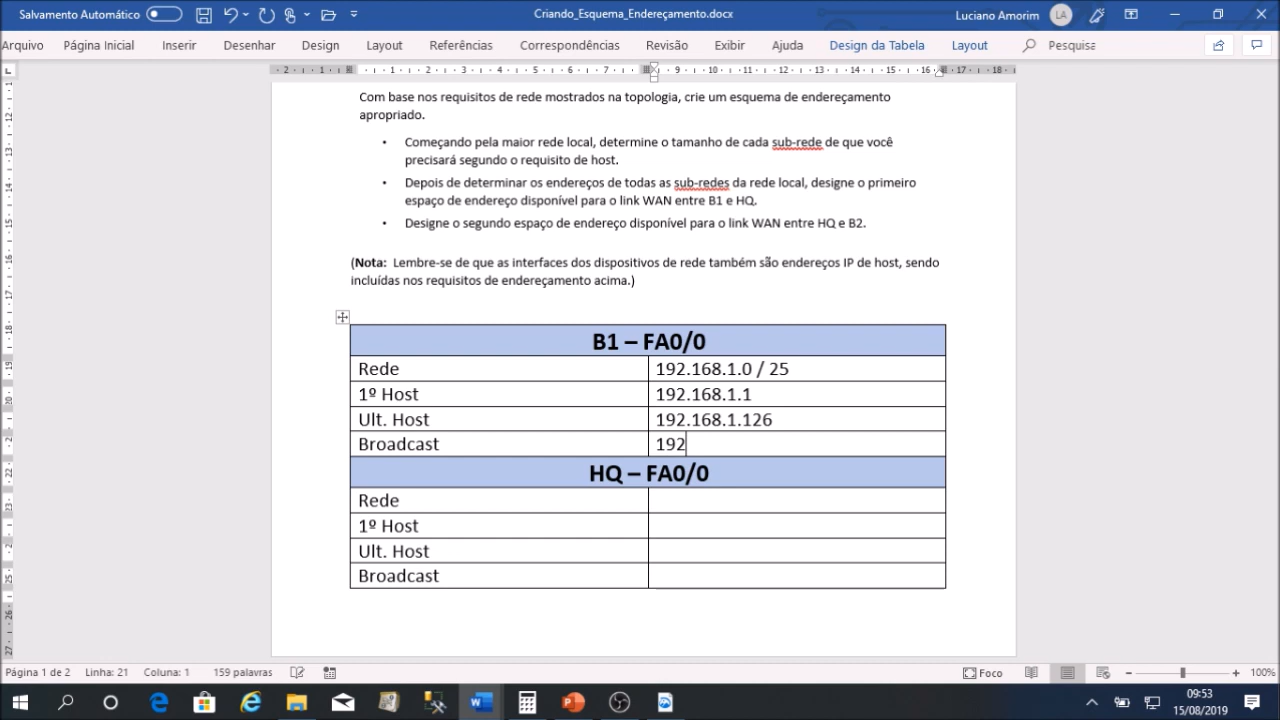 Salvamento Automático
Criando_Esquema_Endereçamento.docx
Luciano Amorim
LA
Arquivo
Página Inicial
Inserir
Desenhar
Design
Layout
Referências
Correspondências
Revisão
Exibir
Ajuda
Design da Tabela
Layout
Pesquisa
Com base nos requisitos de rede mostrados na topologia, crie um esquema de endereçamento
apropriado.
• Começando pela maior rede local, determine o tamanho de cada sub-rede de que você
precisará segundo o requisito de host.
• Depois de determinar os endereços de todas as sub-redes da rede local, designe o primeiro
espaço de endereço disponível para o link WAN entre B1 e HQ.
• Designe o segundo espaço de endereço disponível para o link WAN entre HQ e B2.
(Nota: Lembre-se de que as interfaces dos dispositivos de rede também são endereços IP de host, sendo
incluídas nos requisitos de endereçamento acima.)
B1 – FA0/0
Rede 192.168.1.0 / 25
1º Host 192.168.1.1
Ult. Host 192.168.1.126
Broadcast 192
HQ – FA0/0
Rede
1º Host
Ult. Host
Broadcast
Página 1 de 2
Linha: 21
Coluna: 1
159 palavras
Foco
100%
09:53
15/08/2019